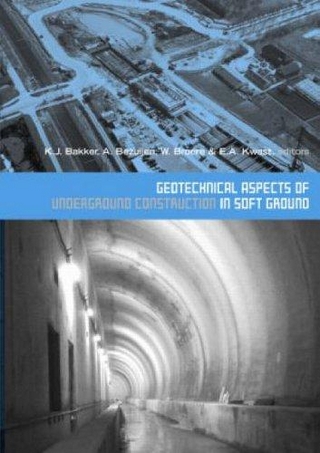 K.J. Bakker, A. Bezuijen, W. Broere & E.A. Kwast, editors
GEOTECHNICAL ASPECTS OF
UNDERGROUND CONSTRUCTION IN SOFT GROUND